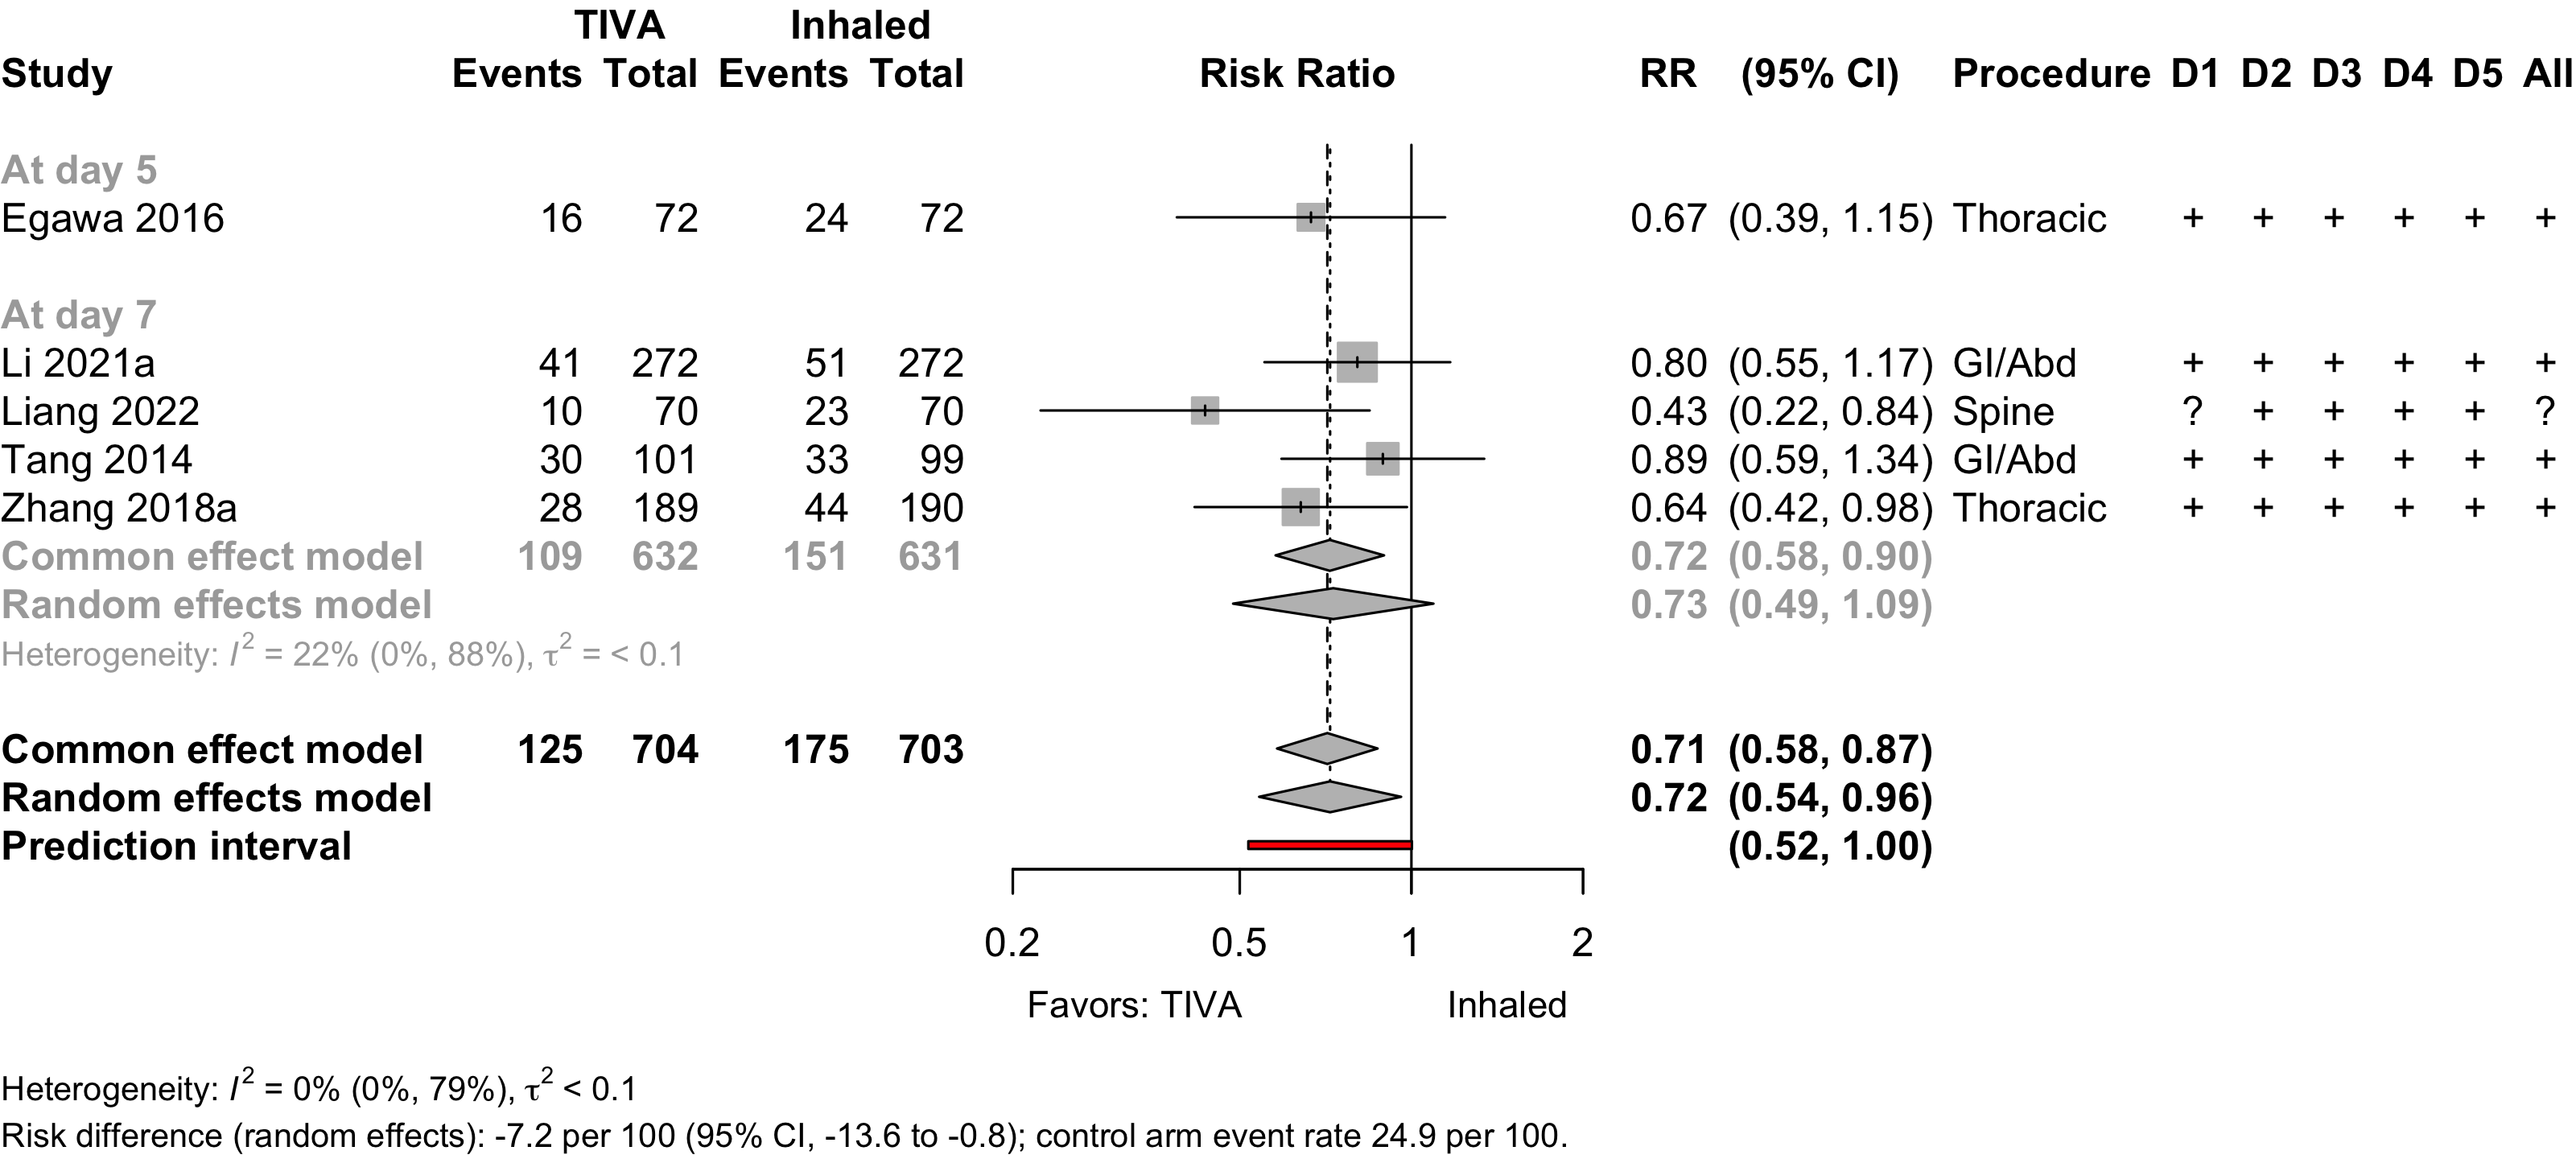 TIVA Inhaled
Study Events Total Events Total Risk Ratio RR (95% CI) Procedure D1 D2 D3 D4 D5 All
At day 5
Egawa 2016 16 72 24 72 0.67 (0.39, 1.15) Thoracic + + + + + +
At day 7
Li 2021a 41 272 51 272 0.80 (0.55, 1.17) GI/Abd + + + + + +
Liang 2022 10 70 23 70 0.43 (0.22, 0.84) Spine ? + + + + ?
Tang 2014 30 101 33 99 0.89 (0.59, 1.34) GI/Abd + + + + + +
Zhang 2018a 28 189 44 190 0.64 (0.42, 0.98) Thoracic + + + + + +
Common effect model 109 632 151 631 0.72 (0.58, 0.90)
Random effects model 0.73 (0.49, 1.09)
Heterogeneity: I² = 22% (0%, 88%), τ² = < 0.1
Common effect model 125 704 175 703 0.71 (0.58, 0.87)
Random effects model 0.72 (0.54, 0.96)
Prediction interval (0.52, 1.00)
0.2 0.5 1 2
Favors: TIVA Inhaled
Heterogeneity: I² = 0% (0%, 79%), τ² < 0.1
Risk difference (random effects): -7.2 per 100 (95% CI, -13.6 to -0.8); control arm event rate 24.9 per 100.